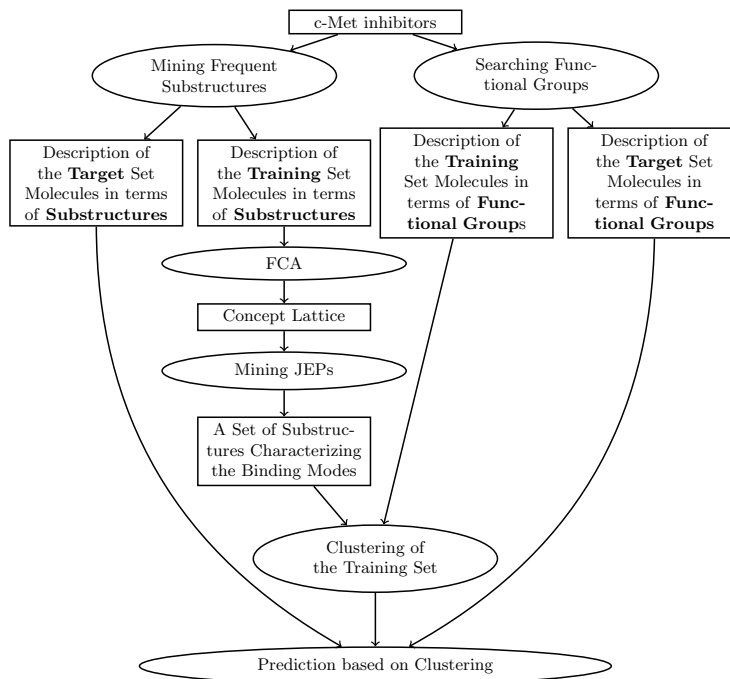 c-Met inhibitors
Mining Frequent
Substructures
Searching Func-
tional Groups
Description of
the Target Set
Molecules in terms
of Substructures
Description of
the Training Set
Molecules in terms
of Substructures
Description of
the Training
Set Molecules in
terms of Func-
tional Groups
Description of
the Target Set
Molecules in
terms of Func-
tional Groups
FCA
Concept Lattice
Mining JEPs
A Set of Substruc-
tures Characterizing
the Binding Modes
Clustering of
the Training Set
Prediction based on Clustering